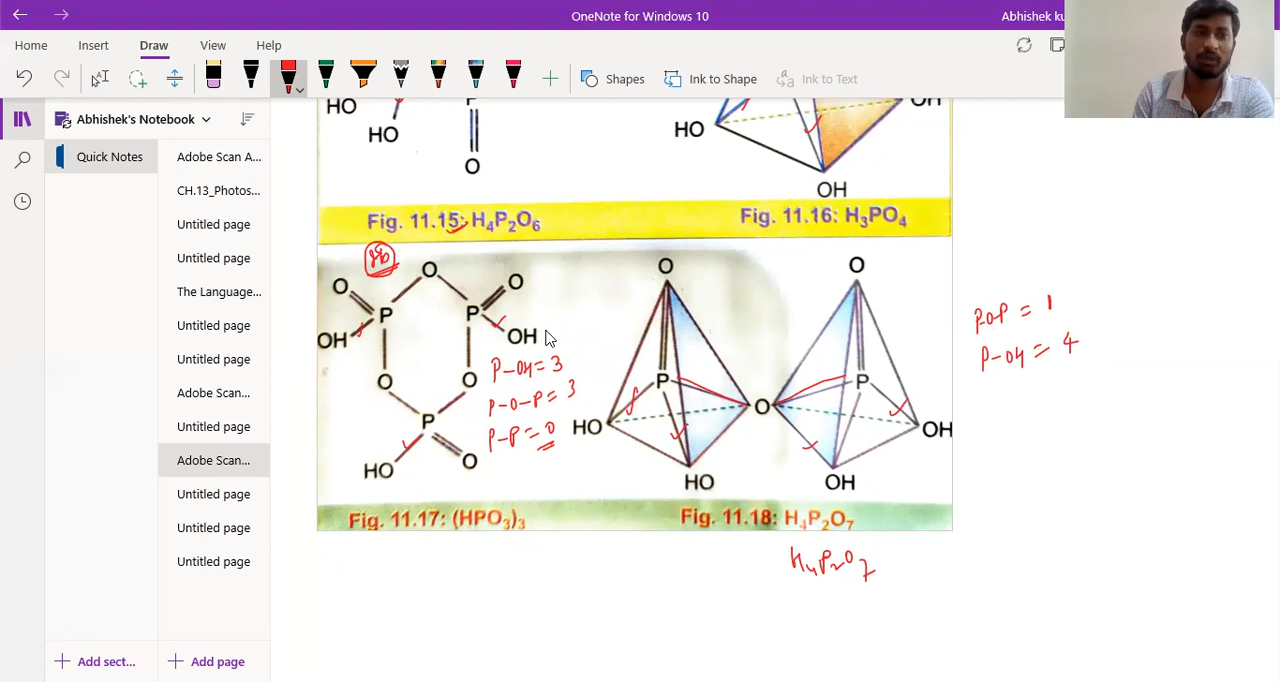 OneNote for Windows 10
Abhishek ku
Home Insert Draw View Help
Shapes Ink to Shape Ink to Text
Abhishek's Notebook
Quick Notes
Adobe Scan A...
CH.13_Photos...
Untitled page
Untitled page
The Language...
Untitled page
Untitled page
Adobe Scan...
Untitled page
Adobe Scan...
Untitled page
Untitled page
Untitled page
Add sect... Add page
HO
HO
P
O
HO
OH
OH
Fig. 11.15: H₄P₂O₆
Fig. 11.16: H₃PO₄
O
O O
P P
OH OH
O O
P
HO O
P-OH = 3
P-O-P = 3
P-P = 0
O O
P P
HO O OH
HO OH
Fig. 11.17: (HPO₃)₃
Fig. 11.18: H₄P₂O₇
H₄P₂O₇
POP = 1
P-OH = 4